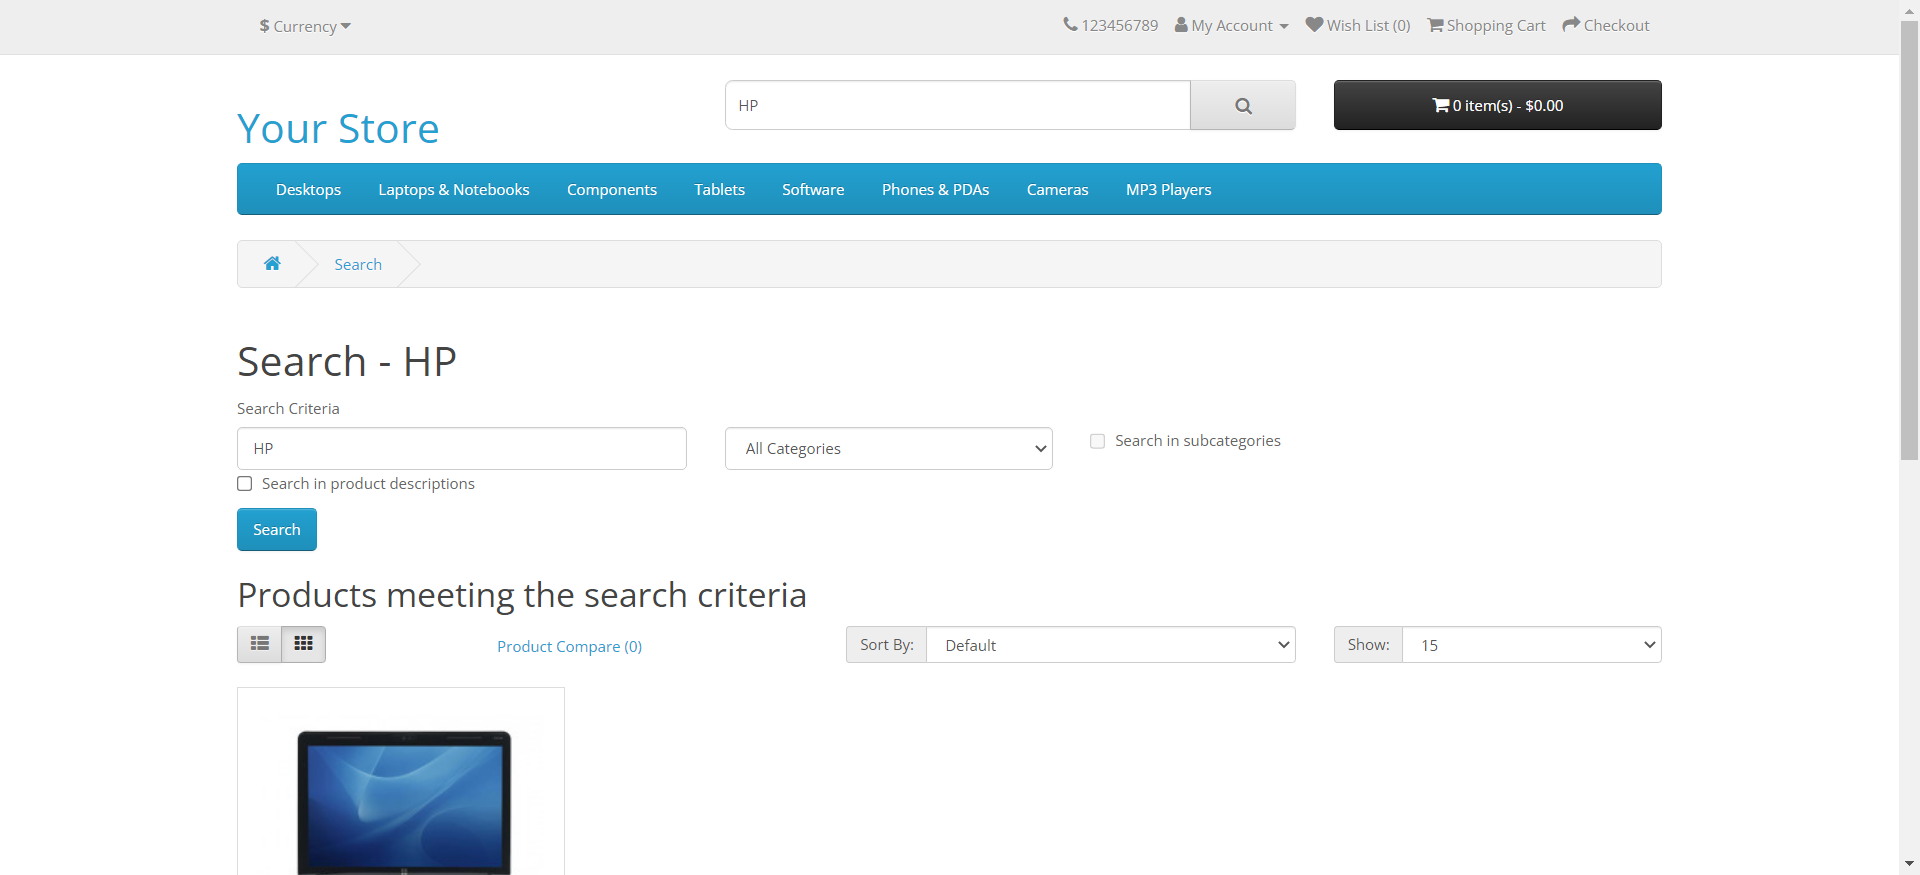 $ Currency
123456789 My Account Wish List (0) Shopping Cart Checkout
Your Store
HP
0 item(s) - $0.00
Desktops Laptops & Notebooks Components Tablets Software Phones & PDAs Cameras MP3 Players
Search
Search - HP
Search Criteria
HP
All Categories
Search in subcategories
Search in product descriptions
Search
Products meeting the search criteria
Product Compare (0)
Sort By: Default
Show: 15